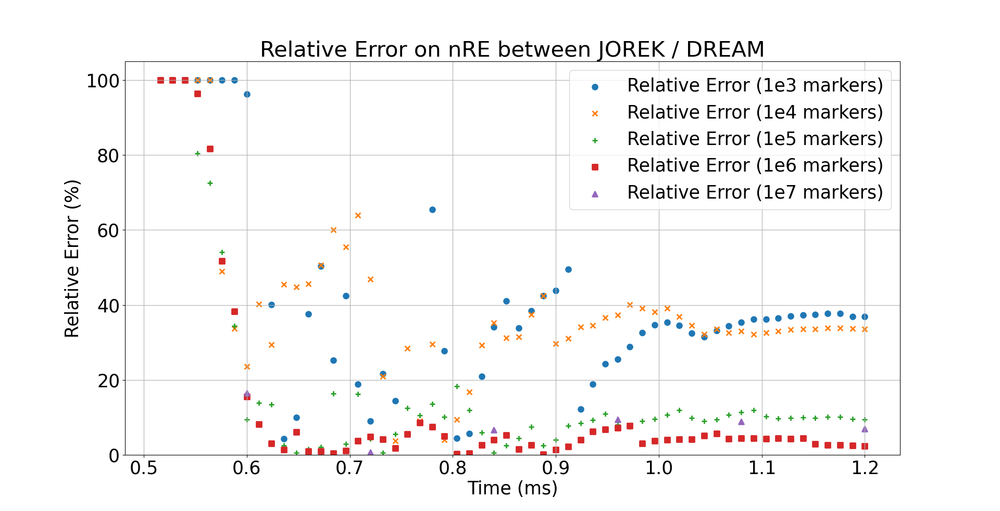 Relative Error on nRE between JOREK / DREAM
Relative Error (%)
100
80
60
40
20
0
Relative Error (1e3 markers)
Relative Error (1e4 markers)
Relative Error (1e5 markers)
Relative Error (1e6 markers)
Relative Error (1e7 markers)
0.5 0.6 0.7 0.8 0.9 1.0 1.1 1.2
Time (ms)